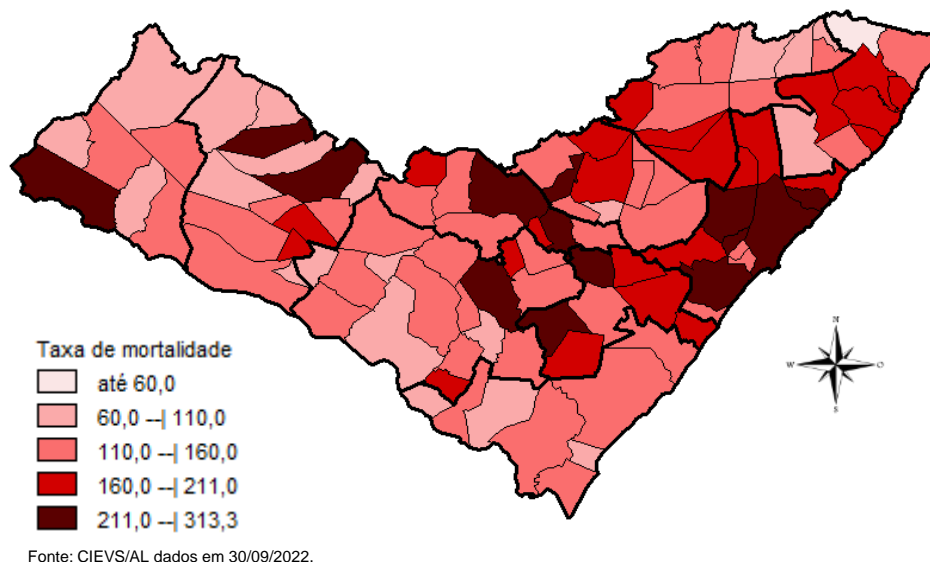 N
W
O
S
Taxa de mortalidade
até 60,0
60,0 --| 110,0
110,0 --| 160,0
160,0 --| 211,0
211,0 --| 313,3
Fonte: CIEVS/AL dados em 30/09/2022.